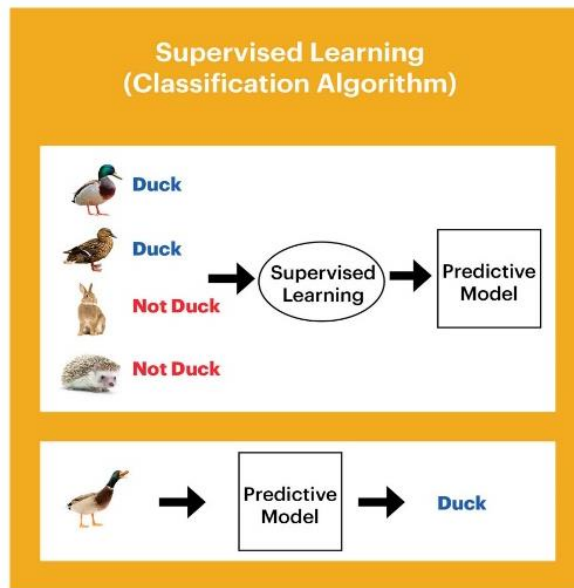 Supervised Learning
(Classification Algorithm)
Duck
Duck
Not Duck
Not Duck
Supervised
Learning
Predictive
Model
Predictive
Model
Duck